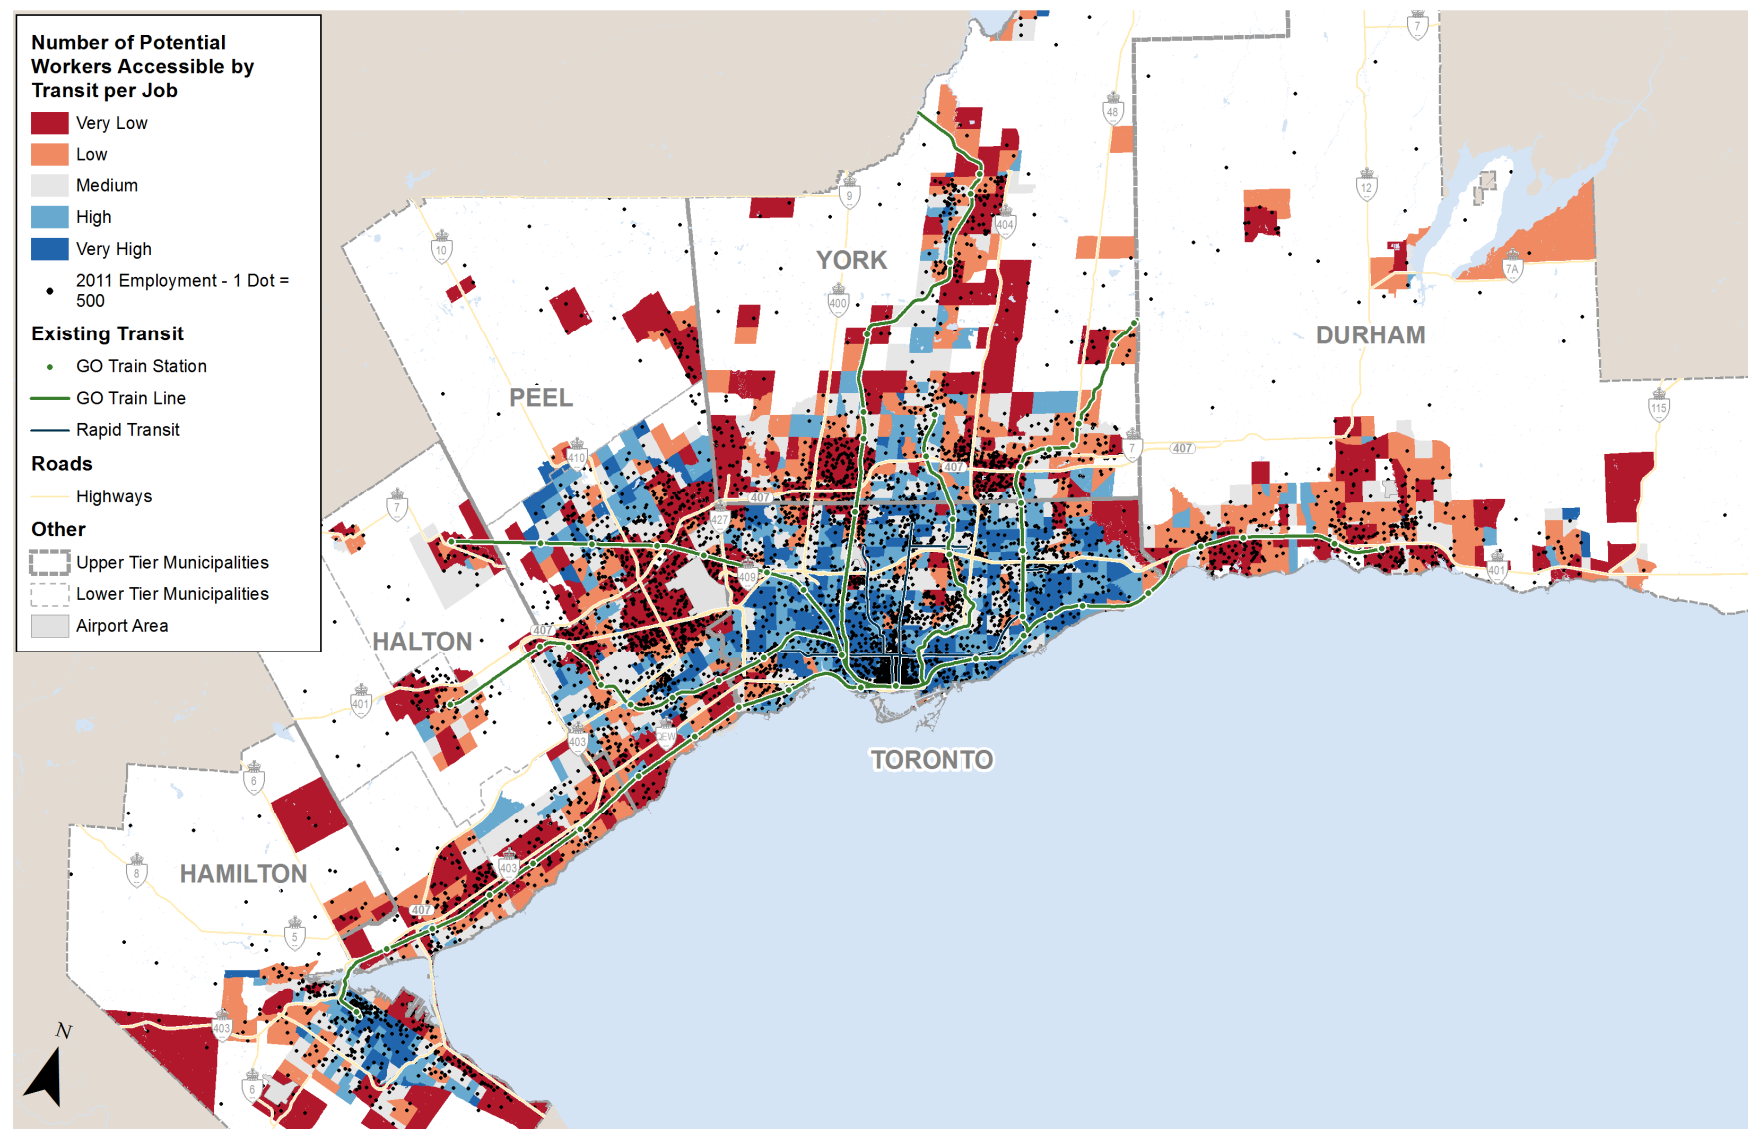 Number of Potential
Workers Accessible by
Transit per Job
Very Low
Low
Medium
High
Very High
2011 Employment - 1 Dot =
500
Existing Transit
GO Train Station
GO Train Line
Rapid Transit
Roads
Highways
Other
Upper Tier Municipalities
Lower Tier Municipalities
Airport Area
7
48
12
9
404
10
YORK
7A
400
DURHAM
PEEL
115
410
7
407
407
407
7
427
401
409
407
HALTON
401
403
QEW
TORONTO
6
8
HAMILTON
403
407
5
403
6
N